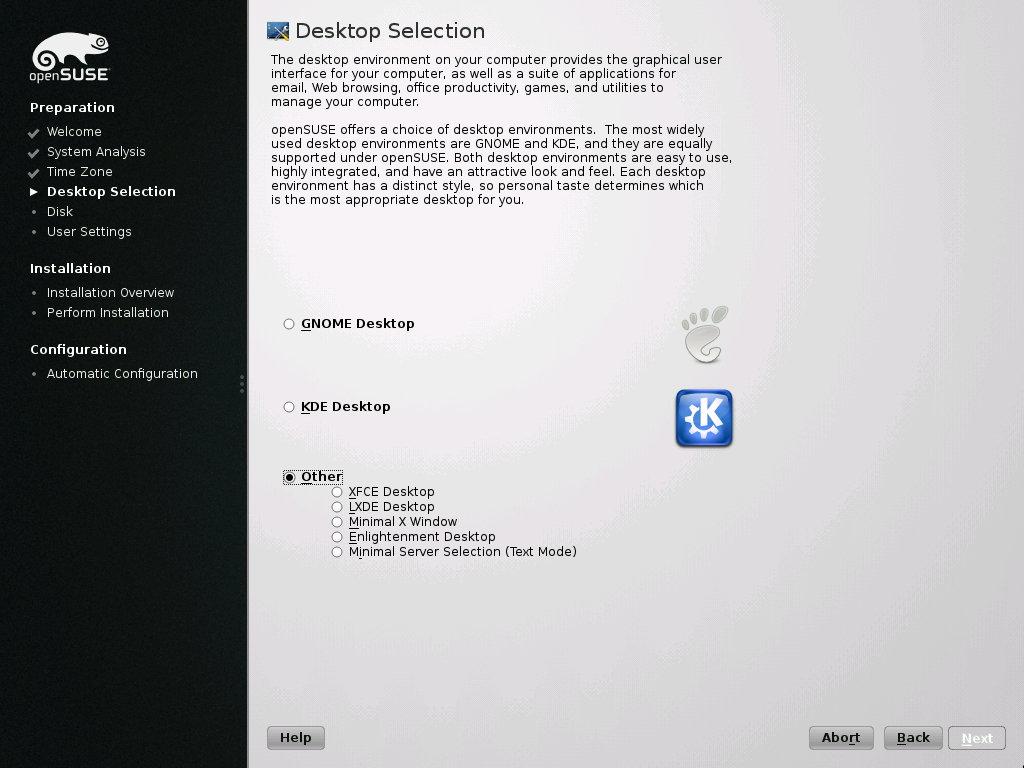 openSUSE
Preparation
Welcome
System Analysis
Time Zone
Desktop Selection
Disk
User Settings
Installation
Installation Overview
Perform Installation
Configuration
Automatic Configuration
Desktop Selection
The desktop environment on your computer provides the graphical user
interface for your computer, as well as a suite of applications for
email, Web browsing, office productivity, games, and utilities to
manage your computer.
openSUSE offers a choice of desktop environments.  The most widely
used desktop environments are GNOME and KDE, and they are equally
supported under openSUSE. Both desktop environments are easy to use,
highly integrated, and have an attractive look and feel. Each desktop
environment has a distinct style, so personal taste determines which
is the most appropriate desktop for you.
GNOME Desktop
KDE Desktop
K
Other
XFCE Desktop
LXDE Desktop
Minimal X Window
Enlightenment Desktop
Minimal Server Selection (Text Mode)
Help
Abort
Back
Next